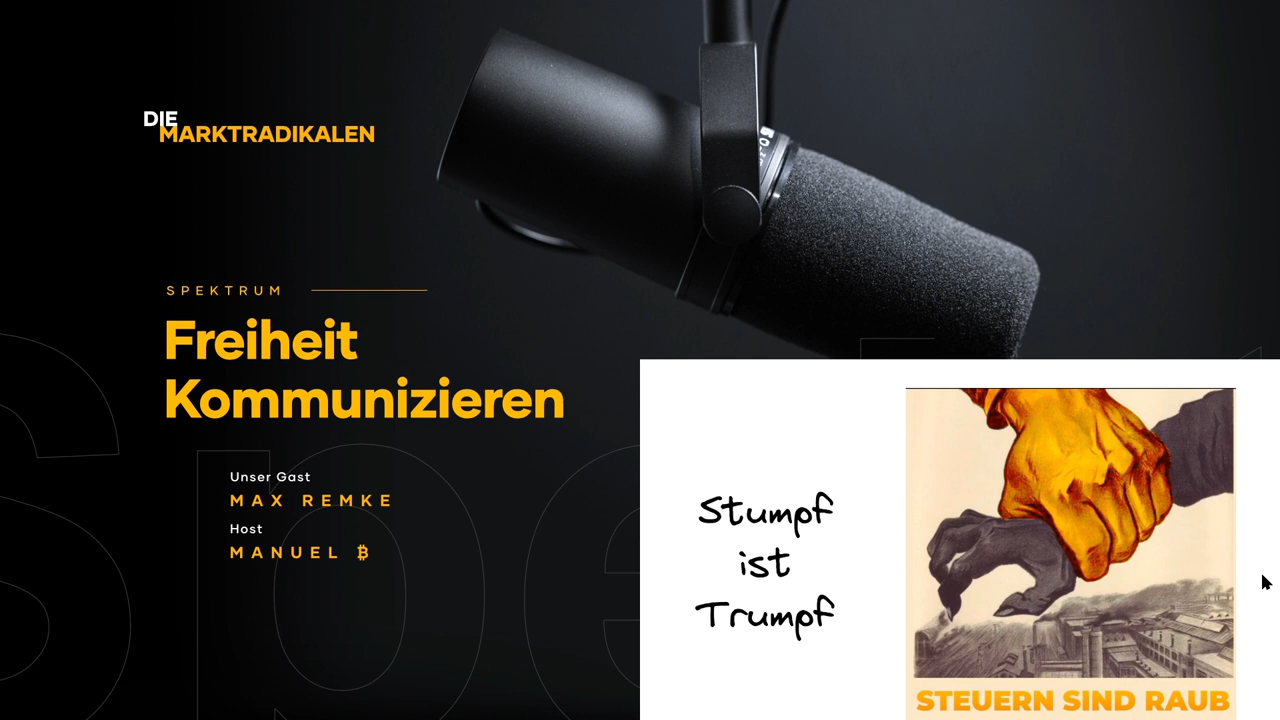 DIE
MARKTRADIKALEN
SPEKTRUM
Freiheit
Kommunizieren
Unser Gast
MAX REMKE
Host
MANUEL ₿
Stumpf
ist
Trumpf
STEUERN SIND RAUB